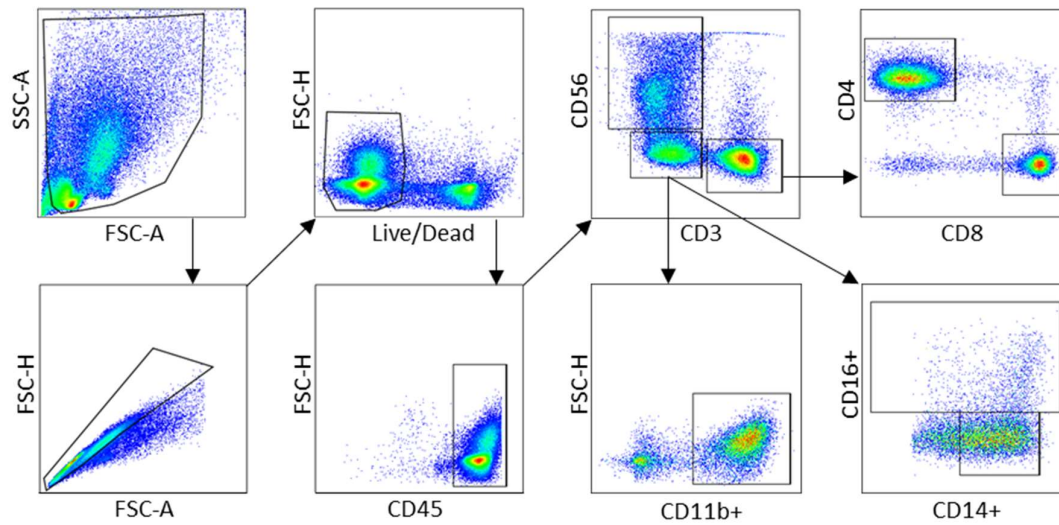 SSC-A
FSC-A
FSC-H
Live/Dead
CD56
CD3
CD4
CD8
FSC-H
FSC-A
FSC-H
CD45
FSC-H
CD11b+
CD16+
CD14+